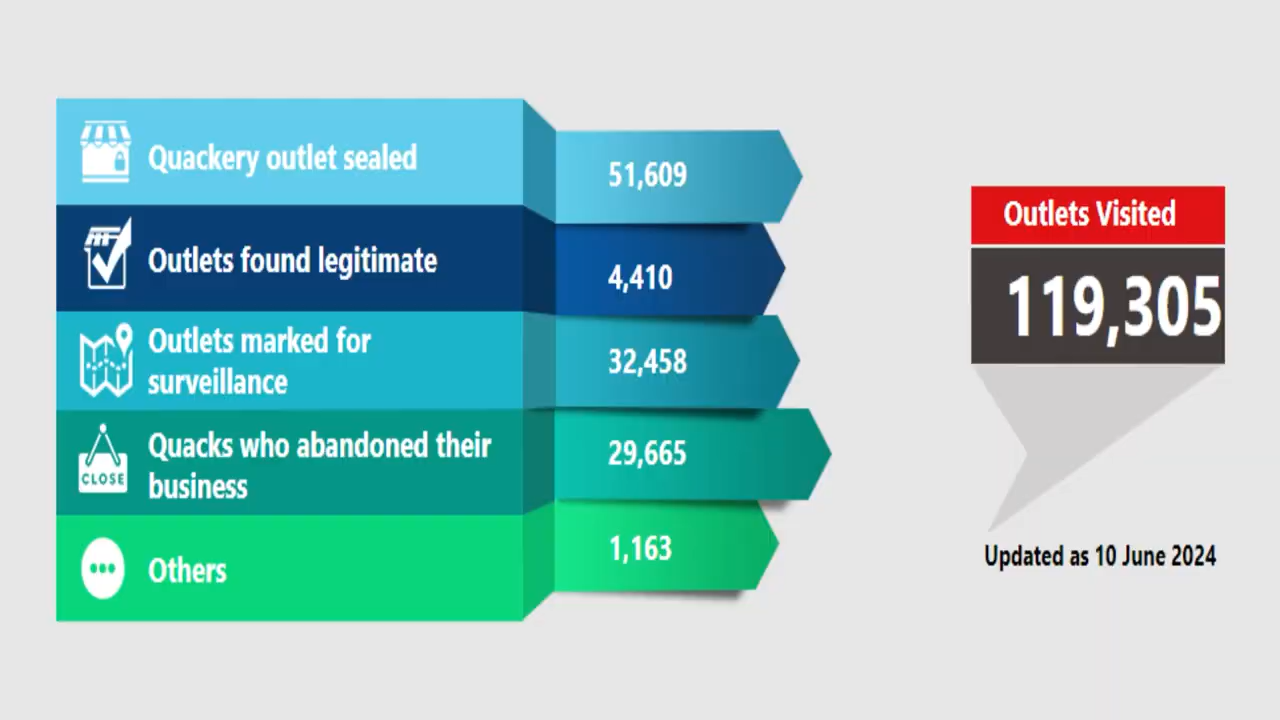 Quackery outlet sealed
51,609
Outlets found legitimate
4,410
Outlets marked for
surveillance
32,458
CLOSE
Quacks who abandoned their
business
29,665
Others
1,163
Outlets Visited
119,305
Updated as 10 June 2024